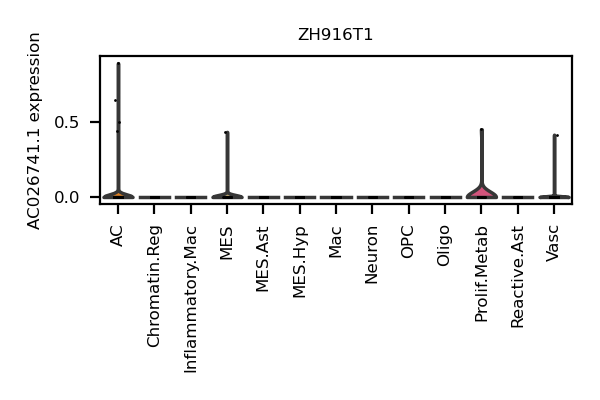 ZH916T1
AC026741.1 expression
0.5
0.0
AC
Chromatin.Reg
Inflammatory.Mac
MES
MES.Ast
MES.Hyp
Mac
Neuron
OPC
Oligo
Prolif.Metab
Reactive.Ast
Vasc